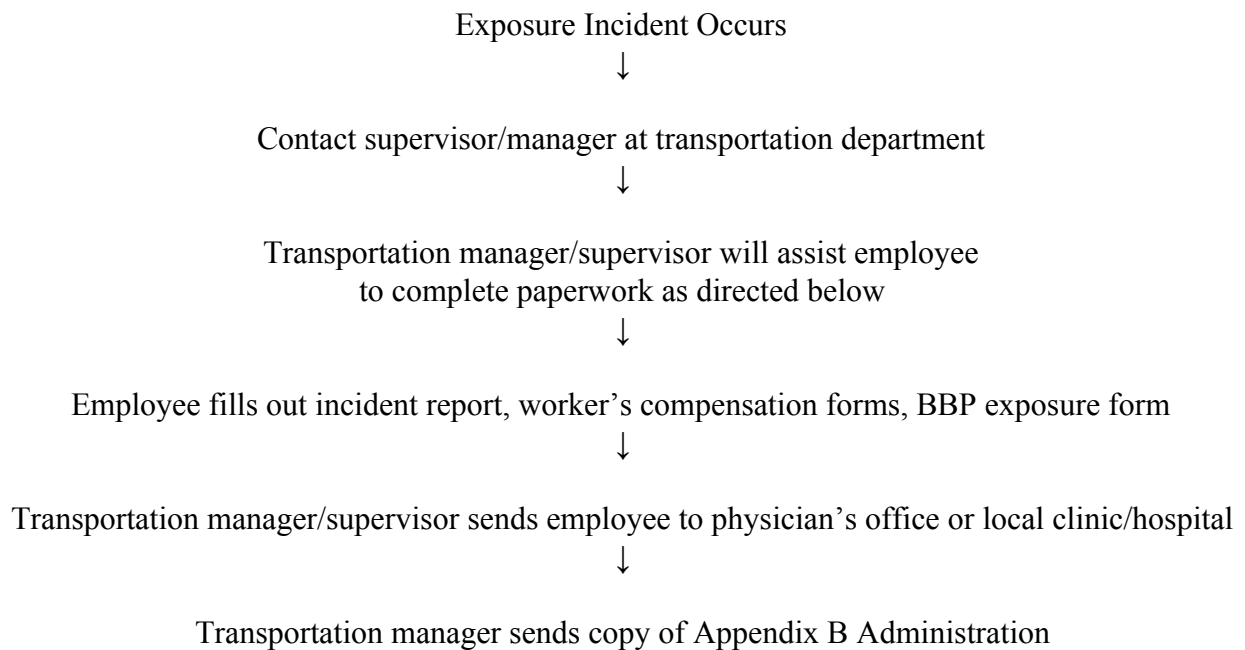 Exposure Incident Occurs
↓
Contact supervisor/manager at transportation department
↓
Transportation manager/supervisor will assist employee
to complete paperwork as directed below
↓
Employee fills out incident report, worker’s compensation forms, BBP exposure form
↓
Transportation manager/supervisor sends employee to physician’s office or local clinic/hospital
↓
Transportation manager sends copy of Appendix B Administration